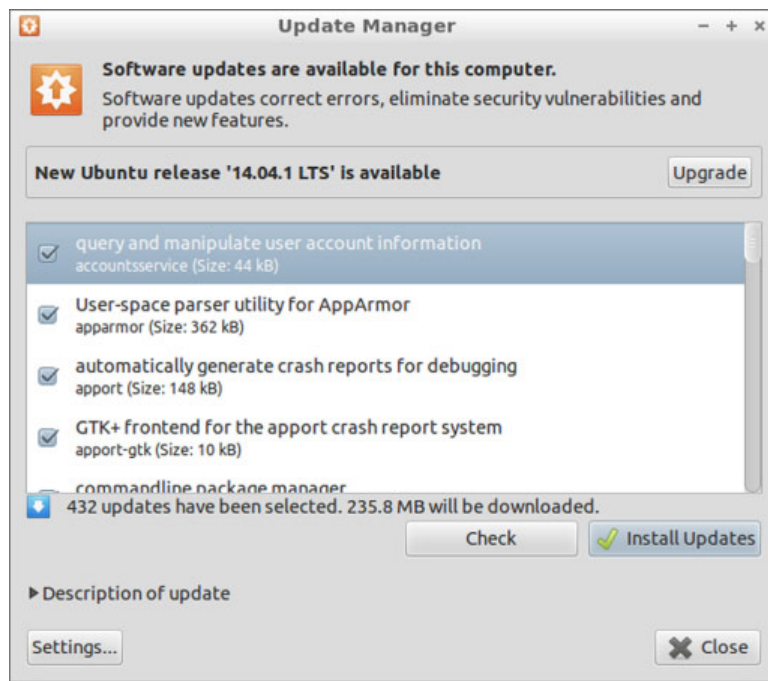 Update Manager
Software updates are available for this computer.
Software updates correct errors, eliminate security vulnerabilities and
provide new features.
New Ubuntu release '14.04.1 LTS' is available
Upgrade
query and manipulate user account information
accountsservice (Size: 44 kB)
User-space parser utility for AppArmor
apparmor (Size: 362 kB)
automatically generate crash reports for debugging
apport (Size: 148 kB)
GTK+ frontend for the apport crash report system
apport-gtk (Size: 10 kB)
commandline package manager
432 updates have been selected. 235.8 MB will be downloaded.
Check
Install Updates
Description of update
Settings...
Close